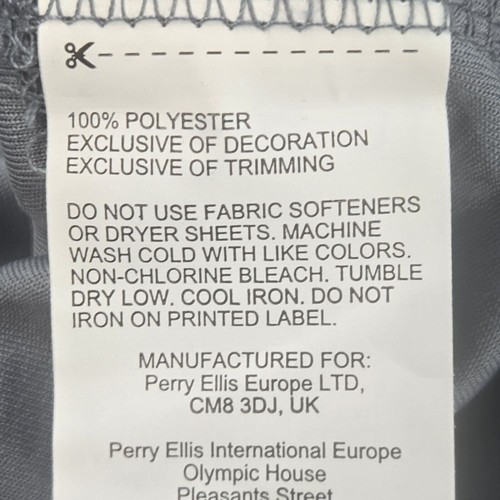 100% POLYESTER
EXCLUSIVE OF DECORATION
EXCLUSIVE OF TRIMMING
DO NOT USE FABRIC SOFTENERS
OR DRYER SHEETS. MACHINE
WASH COLD WITH LIKE COLORS.
NON-CHLORINE BLEACH. TUMBLE
DRY LOW. COOL IRON. DO NOT
IRON ON PRINTED LABEL.
MANUFACTURED FOR:
Perry Ellis Europe LTD,
CM8 3DJ, UK
Perry Ellis International Europe
Olympic House
Pleasants Street